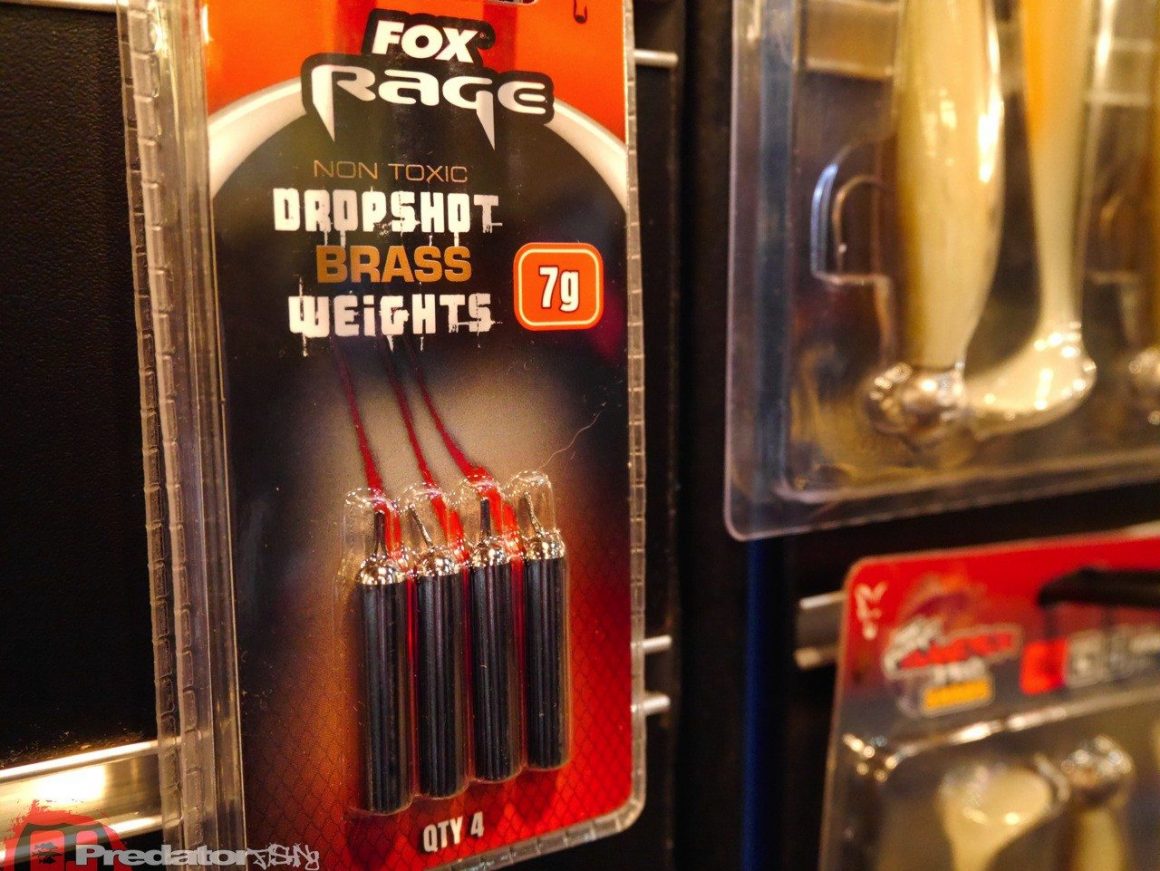 FOX
RAGE
NON TOXIC
DROPSHOT
BRASS
WEiGHTS
7g
QTY 4
Predator